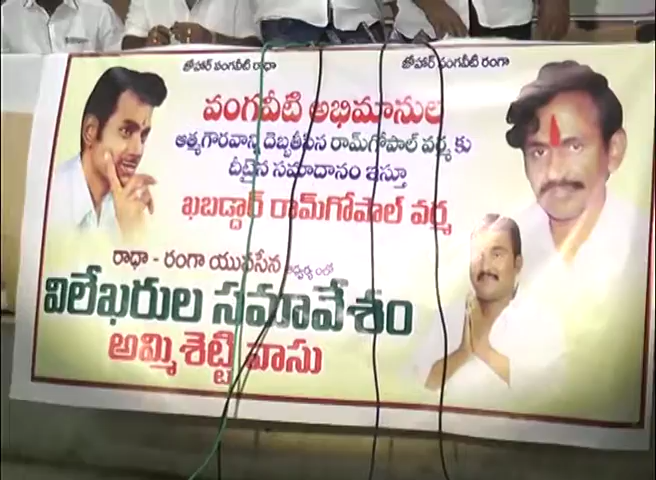 జోహార్ వంగవీటి రాధా
జోహార్ వంగవీటి రంగా
వంగవీటి అభిమానుల
ఆత్మగౌరవాన్ని దెబ్బతీసిన రామ్‌గోపాల్ వర్మ కు
దీటైన సమాదానం ఇస్తూ
ఖబడ్దార్ రామ్‌గోపాల్ వర్మ
రాధా - రంగా యువసేన ఆధ్వర్యంలో
విలేఖరుల సమావేశం
అమ్మిశెట్టి వాసు